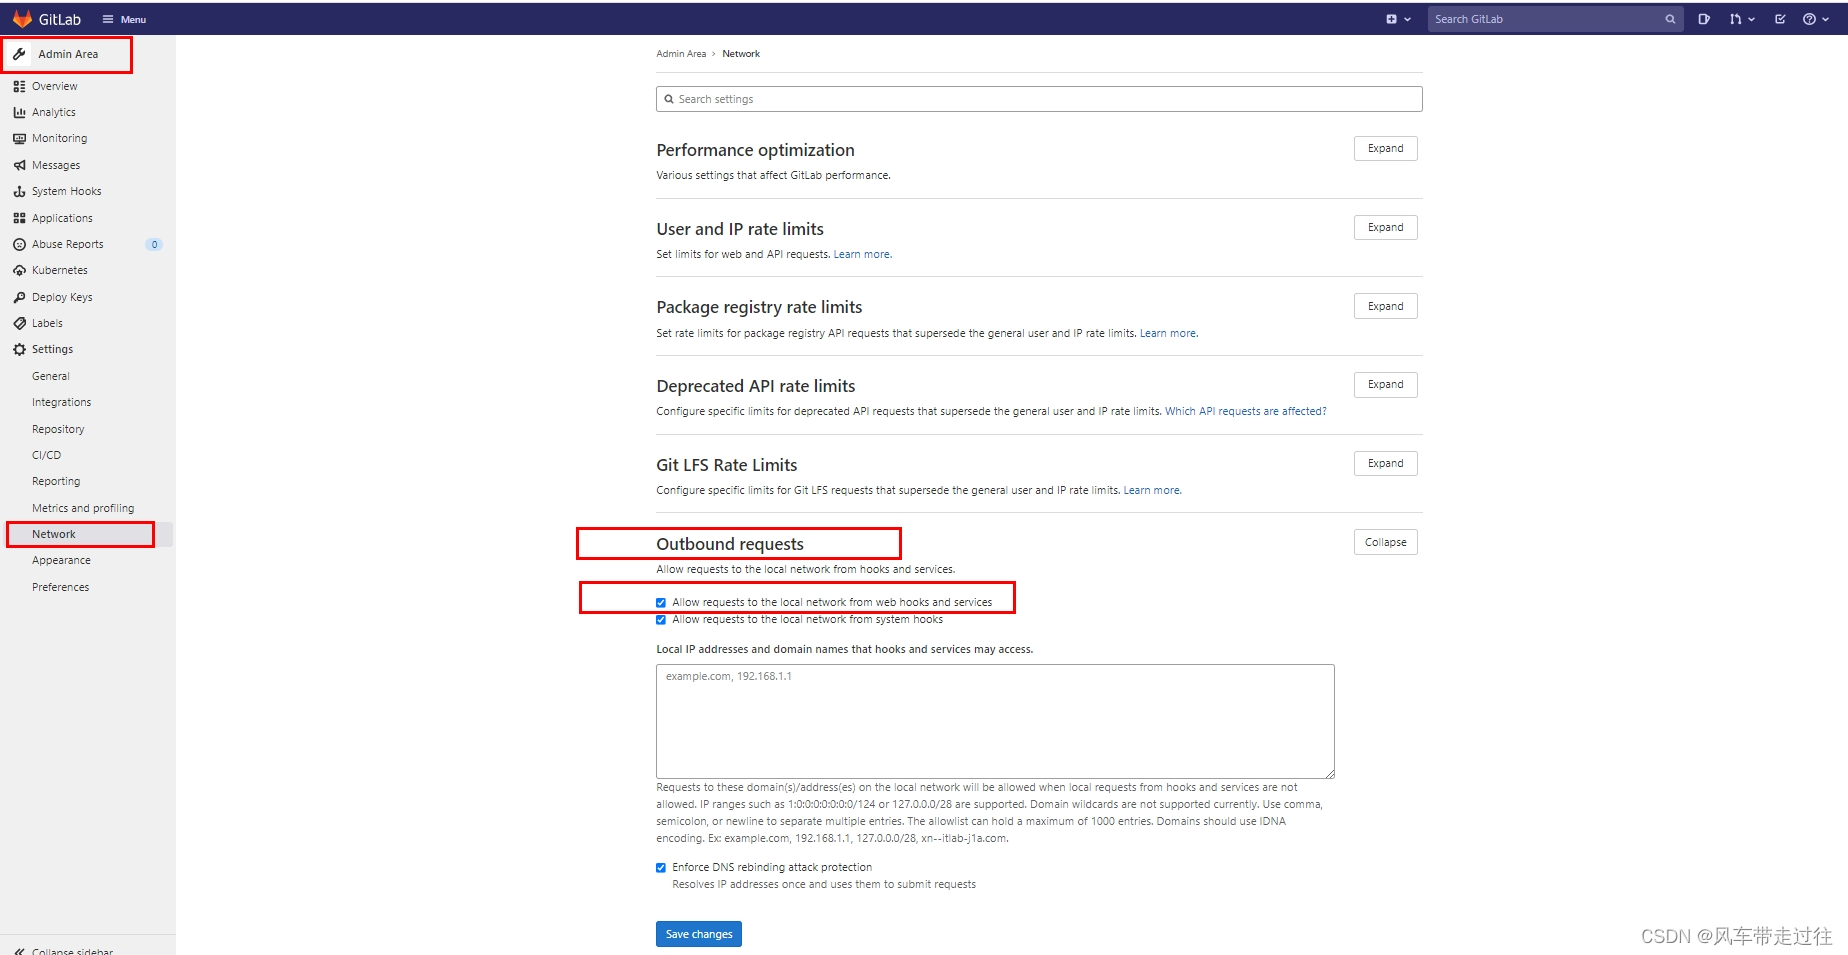 GitLab
Menu
Search GitLab
Admin Area
Overview
Analytics
Monitoring
Messages
System Hooks
Applications
Abuse Reports 0
Kubernetes
Deploy Keys
Labels
Settings
General
Integrations
Repository
CI/CD
Reporting
Metrics and profiling
Network
Appearance
Preferences
Collapse sidebar
Admin Area › Network
Search settings
Performance optimization
Expand
Various settings that affect GitLab performance.
User and IP rate limits
Expand
Set limits for web and API requests. Learn more.
Package registry rate limits
Expand
Set rate limits for package registry API requests that supersede the general user and IP rate limits. Learn more.
Deprecated API rate limits
Expand
Configure specific limits for deprecated API requests that supersede the general user and IP rate limits. Which API requests are affected?
Git LFS Rate Limits
Expand
Configure specific limits for Git LFS requests that supersede the general user and IP rate limits. Learn more.
Outbound requests
Collapse
Allow requests to the local network from hooks and services.
Allow requests to the local network from web hooks and services
Allow requests to the local network from system hooks
Local IP addresses and domain names that hooks and services may access.
example.com, 192.168.1.1
Requests to these domain(s)/address(es) on the local network will be allowed when local requests from hooks and services are not
allowed. IP ranges such as 1:0:0:0:0:0:0:0/124 or 127.0.0.0/28 are supported. Domain wildcards are not supported currently. Use comma,
semicolon, or newline to separate multiple entries. The allowlist can hold a maximum of 1000 entries. Domains should use IDNA
encoding. Ex: example.com, 192.168.1.1, 127.0.0.0/28, xn--itlab-j1a.com.
Enforce DNS rebinding attack protection
Resolves IP addresses once and uses them to submit requests
Save changes
CSDN @风车带走过往